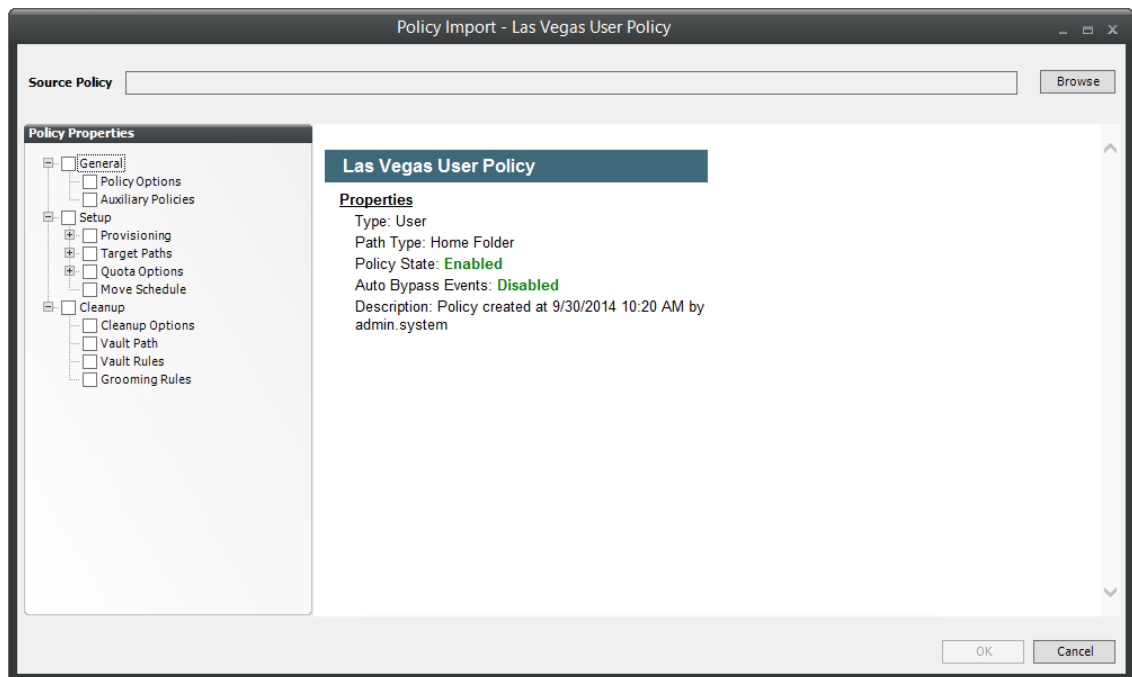 Policy Import - Las Vegas User Policy
Source Policy
Browse
Policy Properties
General
Policy Options
Auxiliary Policies
Setup
Provisioning
Target Paths
Quota Options
Move Schedule
Cleanup
Cleanup Options
Vault Path
Vault Rules
Grooming Rules
Las Vegas User Policy
Properties
Type: User
Path Type: Home Folder
Policy State: Enabled
Auto Bypass Events: Disabled
Description: Policy created at 9/30/2014 10:20 AM by
admin.system
OK
Cancel